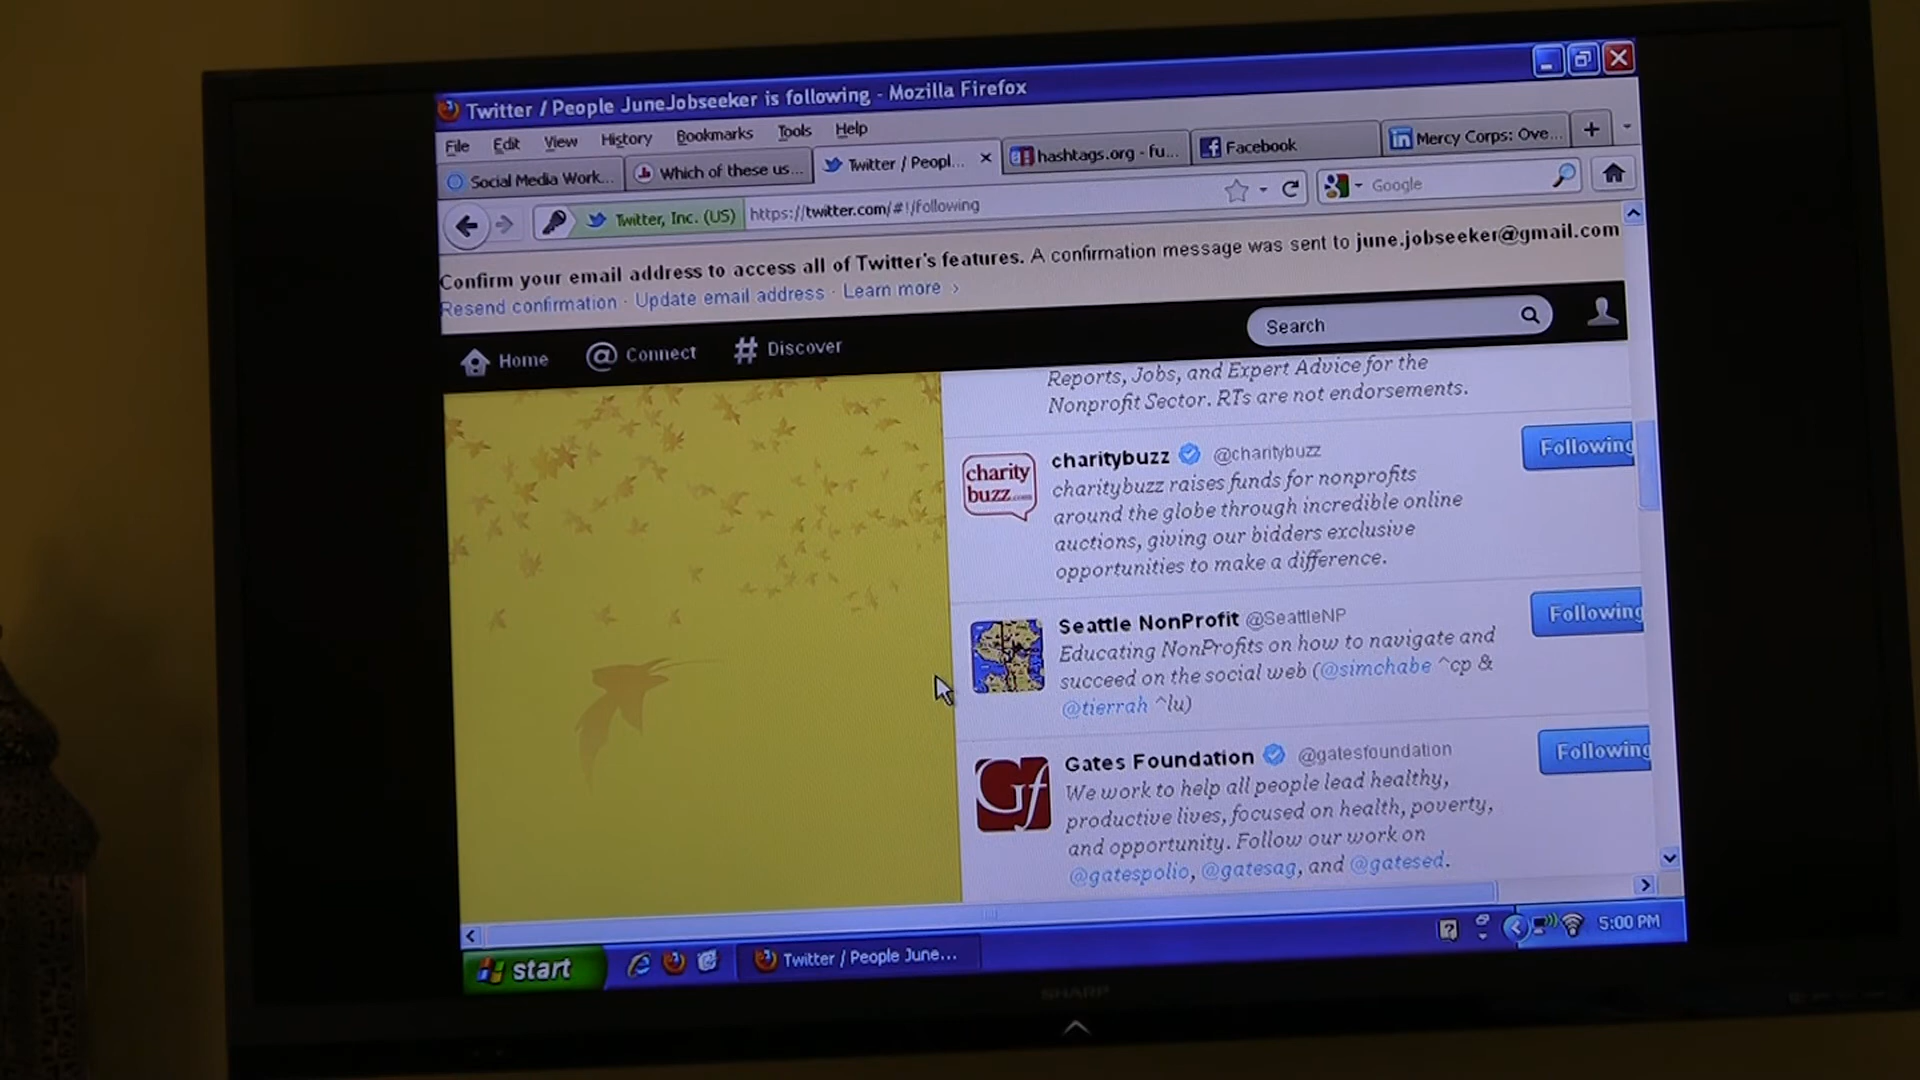 Twitter / People JuneJobseeker is following - Mozilla Firefox
File Edit View History Bookmarks Tools Help
Social Media Work... Which of these us... Twitter / Peopl... hashtags.org - fu... Facebook Mercy Corps: Ove...
Twitter, Inc. (US) https://twitter.com/#!/following Google
Confirm your email address to access all of Twitter's features. A confirmation message was sent to june.jobseeker@gmail.com
Resend confirmation · Update email address · Learn more ›
Home @ Connect # Discover Search
Reports, Jobs, and Expert Advice for the
Nonprofit Sector. RTs are not endorsements.
charity
buzz.com
charitybuzz @charitybuzz Following
charitybuzz raises funds for nonprofits
around the globe through incredible online
auctions, giving our bidders exclusive
opportunities to make a difference.
Seattle NonProfit @SeattleNP Following
Educating NonProfits on how to navigate and
succeed on the social web (@simchabe ^cp &
@tierrah ^lu)
Gf
Gates Foundation @gatesfoundation Following
We work to help all people lead healthy,
productive lives, focused on health, poverty,
and opportunity. Follow our work on
@gatespolio, @gatesag, and @gatesed.
start Twitter / People June... 5:00 PM
SHARP